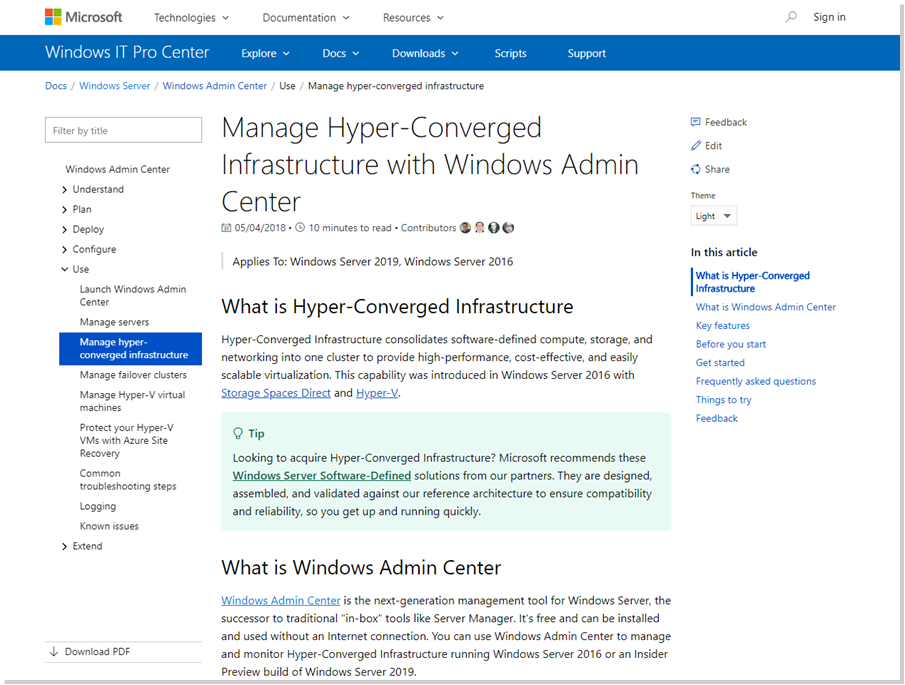 Microsoft
Technologies
Documentation
Resources
Sign in
Windows IT Pro Center
Explore
Docs
Downloads
Scripts
Support
Docs / Windows Server / Windows Admin Center / Use / Manage hyper-converged infrastructure
Filter by title
Windows Admin Center
Understand
Plan
Deploy
Configure
Use
Launch Windows Admin
Center
Manage servers
Manage hyper-
converged infrastructure
Manage failover clusters
Manage Hyper-V virtual
machines
Protect your Hyper-V
VMs with Azure Site
Recovery
Common
troubleshooting steps
Logging
Known issues
Extend
Download PDF
Manage Hyper-Converged
Infrastructure with Windows Admin
Center
05/04/2018 • 10 minutes to read • Contributors
Applies To: Windows Server 2019, Windows Server 2016
What is Hyper-Converged Infrastructure
Hyper-Converged Infrastructure consolidates software-defined compute, storage, and
networking into one cluster to provide high-performance, cost-effective, and easily
scalable virtualization. This capability was introduced in Windows Server 2016 with
Storage Spaces Direct and Hyper-V.
Tip
Looking to acquire Hyper-Converged Infrastructure? Microsoft recommends these
Windows Server Software-Defined solutions from our partners. They are designed,
assembled, and validated against our reference architecture to ensure compatibility
and reliability, so you get up and running quickly.
What is Windows Admin Center
Windows Admin Center is the next-generation management tool for Windows Server, the
successor to traditional "in-box" tools like Server Manager. It's free and can be installed
and used without an Internet connection. You can use Windows Admin Center to manage
and monitor Hyper-Converged Infrastructure running Windows Server 2016 or an Insider
Preview build of Windows Server 2019.
Feedback
Edit
Share
Theme
Light
In this article
What is Hyper-Converged
Infrastructure
What is Windows Admin Center
Key features
Before you start
Get started
Frequently asked questions
Things to try
Feedback